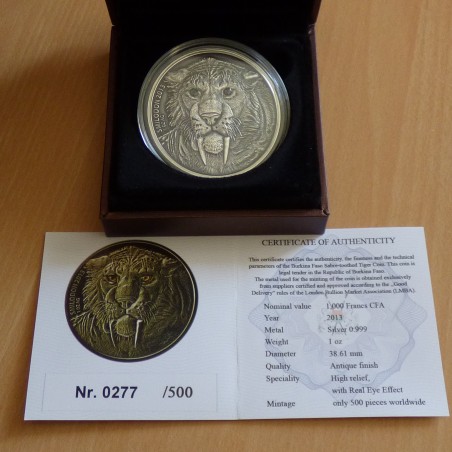 SMILODON 2013
CERTIFICATE OF AUTHENTICITY
This certificate certifies the authenticity, the fineness and the technical
parameters of the Burkina Faso Sabre-toothed Tiger Coin. This coin is
legal tender in the Republic of Burkina Faso.
The metal used for the minting of the coin is obtained exclusively
from suppliers certified and approved according to the „Good
Delivery" rules of the London Bullion Market Association (LBMA).
Nominal value 1.000 Francs CFA
Year 2013
Metal Silver 0.999
Weight 1 oz
Diameter 38.61 mm
Quality Antique finish
Speciality High relief,
with Real Eye Effect
Mintage only 500 pieces worldwide
Nr. 0277 /500